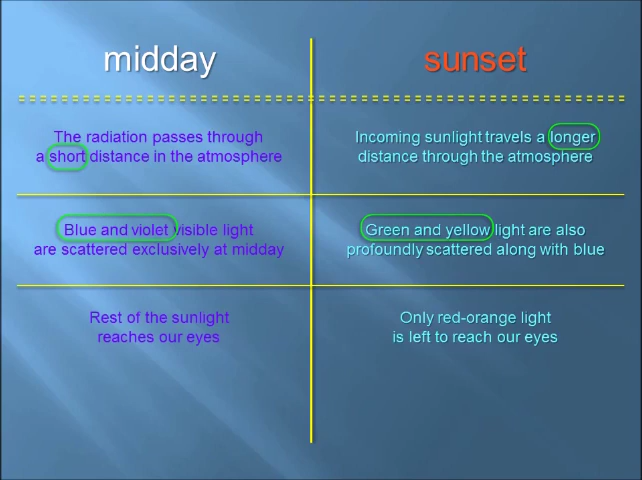 midday
sunset
The radiation passes through
a short distance in the atmosphere
Incoming sunlight travels a longer
distance through the atmosphere
Blue and violet visible light
are scattered exclusively at midday
Green and yellow light are also
profoundly scattered along with blue
Rest of the sunlight
reaches our eyes
Only red-orange light
is left to reach our eyes